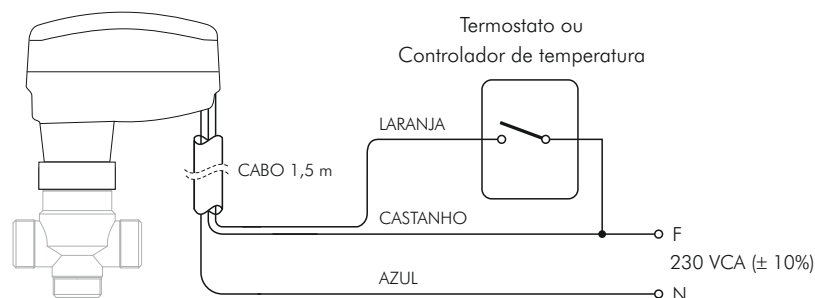 Termostato ou
Controlador de temperatura
LARANJA
CABO 1,5 m
CASTANHO
F
230 VCA (± 10%)
AZUL
N